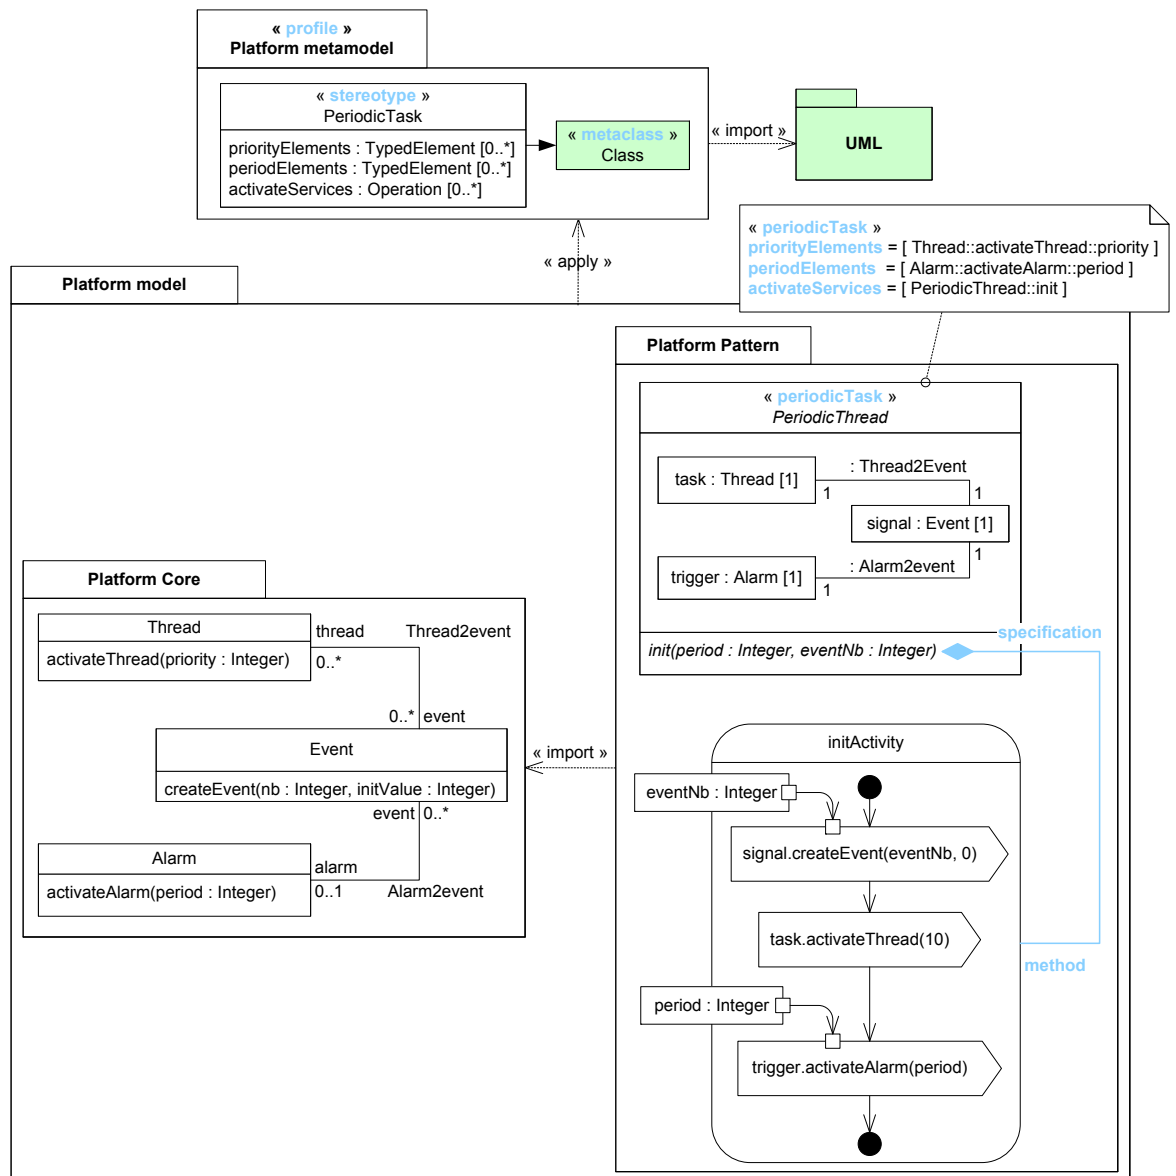 « profile »
Platform metamodel
« stereotype »
PeriodicTask
priorityElements : TypedElement [0..*]
periodElements : TypedElement [0..*]
activateServices : Operation [0..*]
« metaclass »
Class
« import »
UML
« apply »
« periodicTask »
priorityElements = [ Thread::activateThread::priority ]
periodElements = [ Alarm::activateAlarm::period ]
activateServices = [ PeriodicThread::init ]
Platform model
Platform Pattern
« periodicTask »
PeriodicThread
task : Thread [1]
: Thread2Event
1
1
signal : Event [1]
1
: Alarm2event
trigger : Alarm [1]
1
specification
init(period : Integer, eventNb : Integer)
Platform Core
Thread
activateThread(priority : Integer)
thread
Thread2event
0..*
0..*
event
Event
createEvent(nb : Integer, initValue : Integer)
event
0..*
Alarm
activateAlarm(period : Integer)
alarm
0..1
Alarm2event
« import »
initActivity
eventNb : Integer
signal.createEvent(eventNb, 0)
task.activateThread(10)
method
period : Integer
trigger.activateAlarm(period)